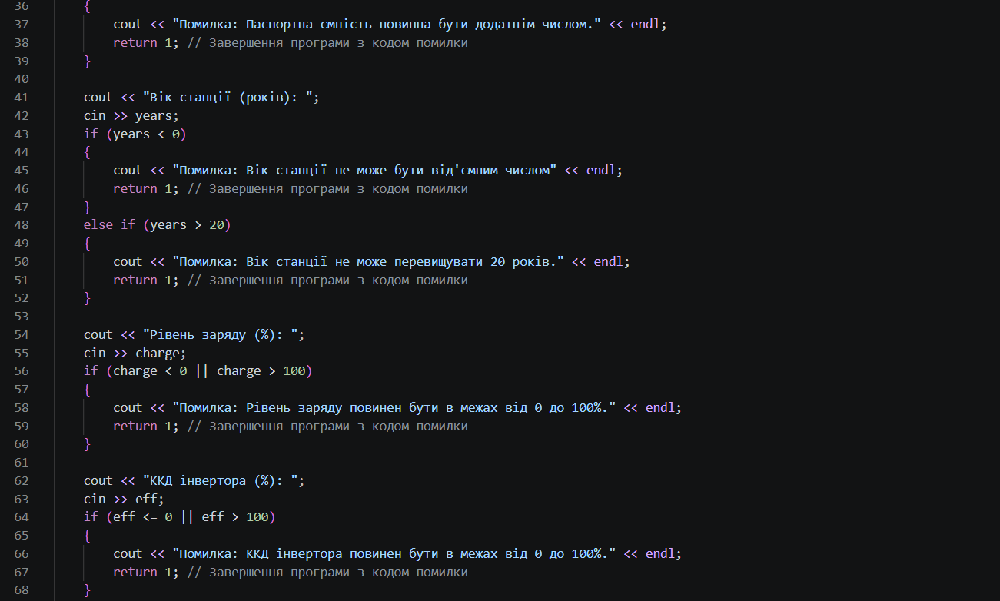 36 {
37 cout << "Помилка: Паспортна ємність повинна бути додатнім числом." << endl;
38 return 1; // Завершення програми з кодом помилки
39 }
40
41 cout << "Вік станції (років): ";
42 cin >> years;
43 if (years < 0)
44 {
45 cout << "Помилка: Вік станції не може бути від'ємним числом" << endl;
46 return 1; // Завершення програми з кодом помилки
47 }
48 else if (years > 20)
49 {
50 cout << "Помилка: Вік станції не може перевищувати 20 років." << endl;
51 return 1; // Завершення програми з кодом помилки
52 }
53
54 cout << "Рівень заряду (%): ";
55 cin >> charge;
56 if (charge < 0 || charge > 100)
57 {
58 cout << "Помилка: Рівень заряду повинен бути в межах від 0 до 100%." << endl;
59 return 1; // Завершення програми з кодом помилки
60 }
61
62 cout << "ККД інвертора (%): ";
63 cin >> eff;
64 if (eff <= 0 || eff > 100)
65 {
66 cout << "Помилка: ККД інвертора повинен бути в межах від 0 до 100%." << endl;
67 return 1; // Завершення програми з кодом помилки
68 }